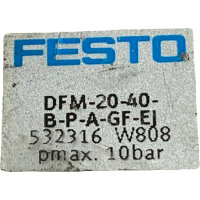 FESTO
DFM-20-40-
B-P-A-GF-EJ
532316 W808
pmax. 10bar